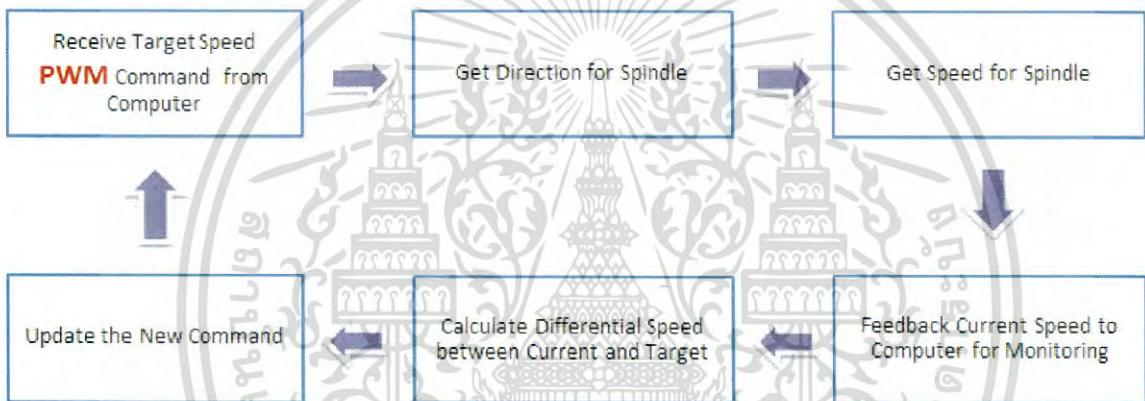 Receive Target Speed
PWM Command from
Computer
Get Direction for Spindle
Get Speed for Spindle
Feedback Current Speed to
Computer for Monitoring
Calculate Differential Speed
between Current and Target
Update the New Command